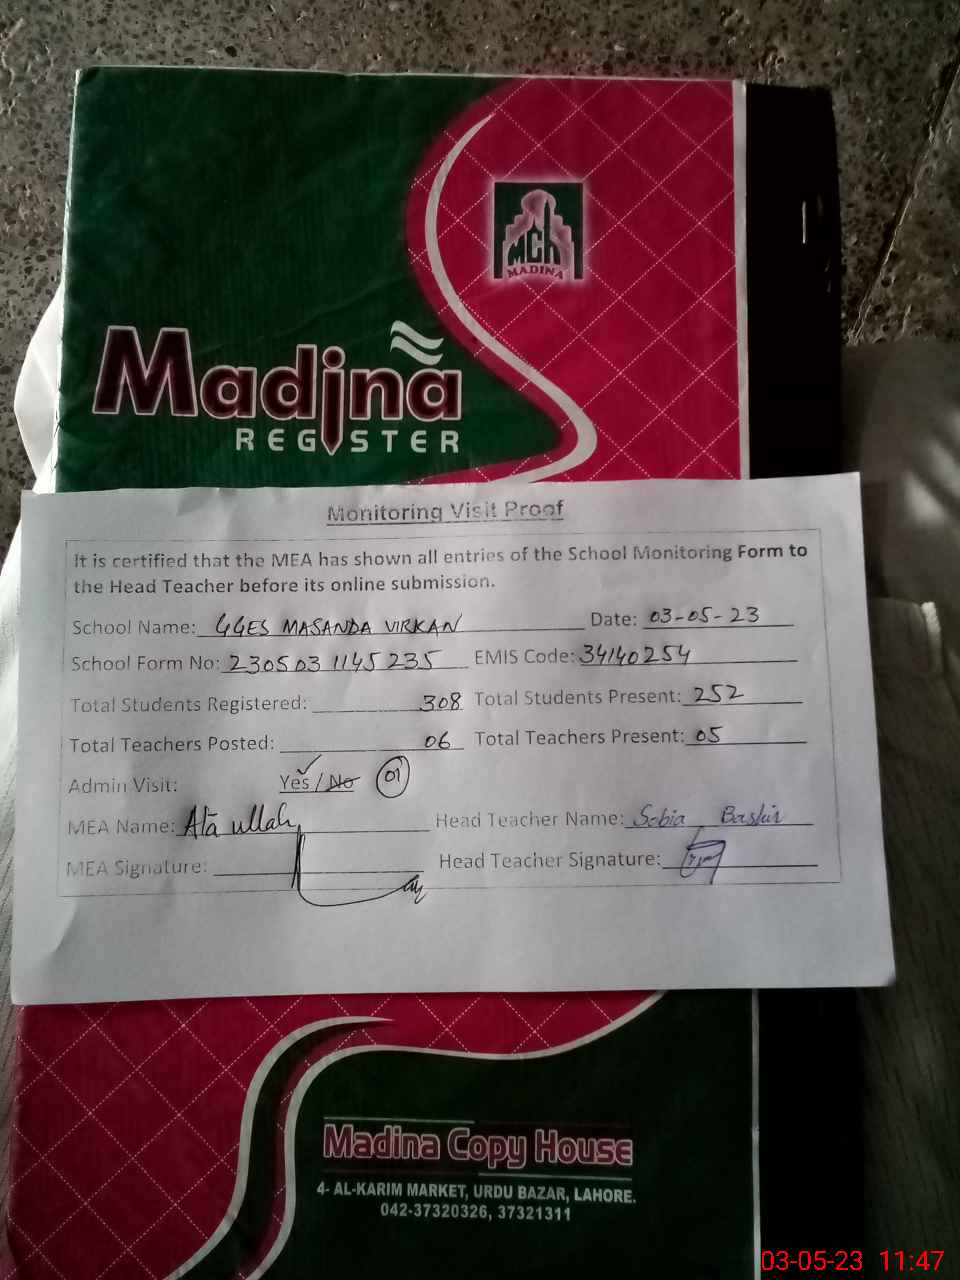 MCH
MADINA
Madina
REGISTER
Monitoring Visit Proof
It is certified that the MEA has shown all entries of the School Monitoring Form to
the Head Teacher before its online submission.
School Name: GGES MASANDA VIRKAN Date: 03-05-23
School Form No: 230503 1145 235 EMIS Code: 34140254
Total Students Registered: 308 Total Students Present: 252
Total Teachers Posted: 06 Total Teachers Present: 05
Admin Visit: Yes / No 01
MEA Name: Atā ullah Head Teacher Name: Sobia Bashir
MEA Signature: Head Teacher Signature:
Madina Copy House
4- AL-KARIM MARKET, URDU BAZAR, LAHORE.
042-37320326, 37321311
03-05-23 11:47